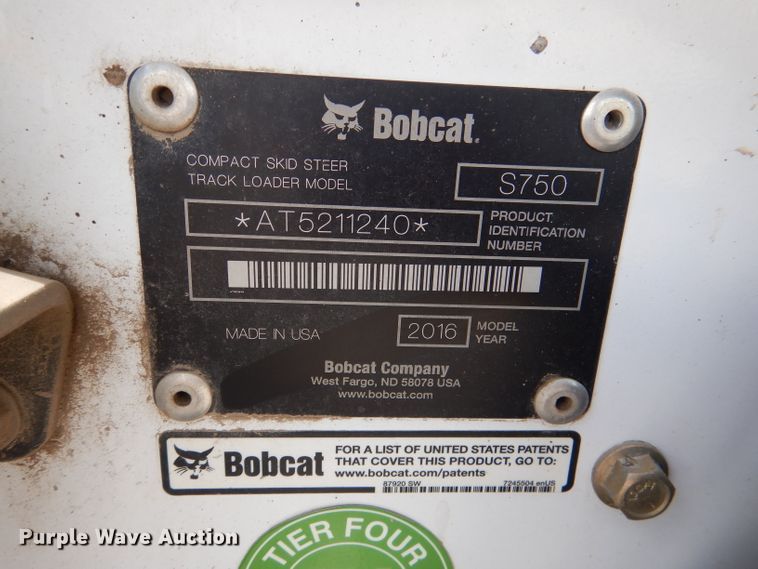 Bobcat
COMPACT SKID STEER
TRACK LOADER MODEL
S750
*AT5211240*
PRODUCT
IDENTIFICATION
NUMBER
MADE IN USA
2016
MODEL
YEAR
Bobcat Company
West Fargo, ND 58078 USA
www.bobcat.com
Bobcat
FOR A LIST OF UNITED STATES PATENTS
THAT COVER THIS PRODUCT, GO TO:
www.bobcat.com/patents
87920 SW
7245504 enUS
TIER FOUR
Purple Wave Auction